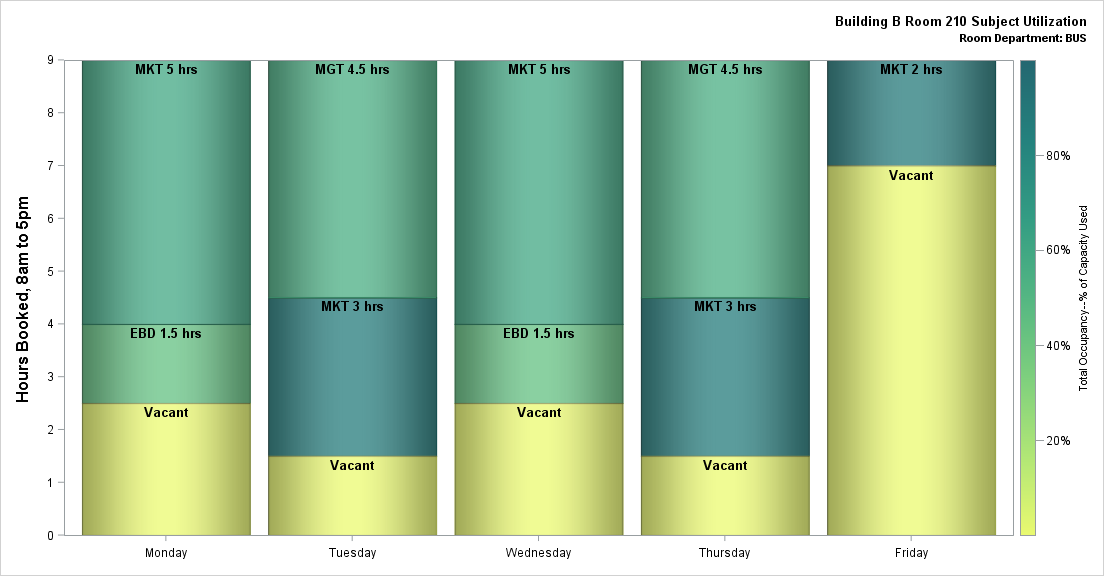 Building B Room 210 Subject Utilization
Room Department: BUS
Hours Booked, 8am to 5pm
9
8
7
6
5
4
3
2
1
0
MKT 5 hrs
EBD 1.5 hrs
Vacant
MGT 4.5 hrs
MKT 3 hrs
Vacant
MKT 5 hrs
EBD 1.5 hrs
Vacant
MGT 4.5 hrs
MKT 3 hrs
Vacant
MKT 2 hrs
Vacant
Monday
Tuesday
Wednesday
Thursday
Friday
80%
60%
40%
20%
Total Occupancy--% of Capacity Used